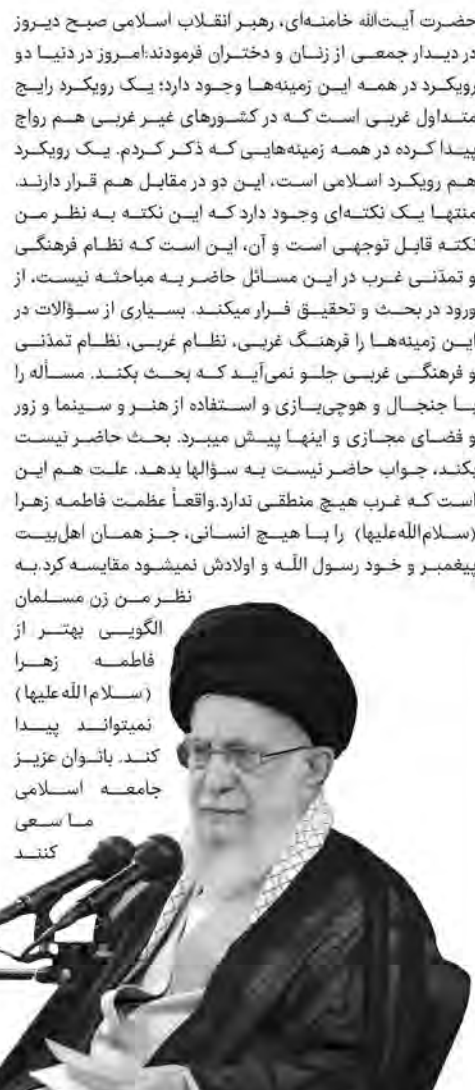 حضرت آیت‌الله خامنه‌ای، رهبر انقلاب اسلامی صبح دیروز
در دیدار جمعی از زنان و دختران فرمودند:امروز در دنیا دو
رویکرد در همه این زمینه‌ها وجود دارد؛ یک رویکرد رایج
متداول غربی است که در کشورهای غیر غربی هم رواج
پیدا کرده در همه زمینه‌هایی که ذکر کردم. یک رویکرد
هم رویکرد اسلامی است، این دو در مقابل هم قرار دارند.
منتها یک نکته‌ای وجود دارد که این نکته به نظر من
نکته قابل توجهی است و آن، این است که نظام فرهنگی
و تمدّنی غرب در این مسائل حاضر به مباحثه نیست، از
ورود در بحث و تحقیق فرار میکند. بسیاری از سؤالات در
این زمینه‌ها را فرهنگ غربی، نظام غربی، نظام تمدّنی
و فرهنگی غربی جلو نمی‌آید که بحث بکند. مسأله را
با جنجال و هوچی‌بازی و استفاده از هنر و سینما و زور
و فضای مجازی و اینها پیش میبرد. بحث حاضر نیست
بکند، جواب حاضر نیست به سؤالها بدهد. علت هم این
است که غرب هیچ منطقی ندارد.واقعاً عظمت فاطمه زهرا
(سلام‌الله‌علیها) را با هیچ انسانی، جز همان اهل‌بیت
پیغمبر و خود رسول اللّه و اولادش نمیشود مقایسه کرد.به
نظر من زن مسلمان
الگویی بهتر از
فاطمه زهرا
(سلام‌الله‌علیها)
نمیتواند پیدا
کند. بانوان عزیز
جامعه اسلامی
ما سعی
کنند